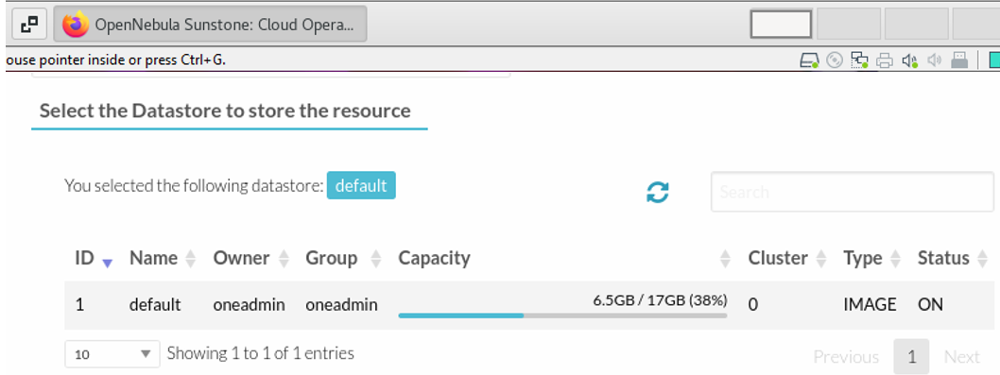 OpenNebula Sunstone: Cloud Opera...
ouse pointer inside or press Ctrl+G.
Select the Datastore to store the resource
You selected the following datastore: default
Search
ID Name Owner Group Capacity Cluster Type Status
1 default oneadmin oneadmin 6.5GB / 17GB (38%) 0 IMAGE ON
10 Showing 1 to 1 of 1 entries Previous 1 Next